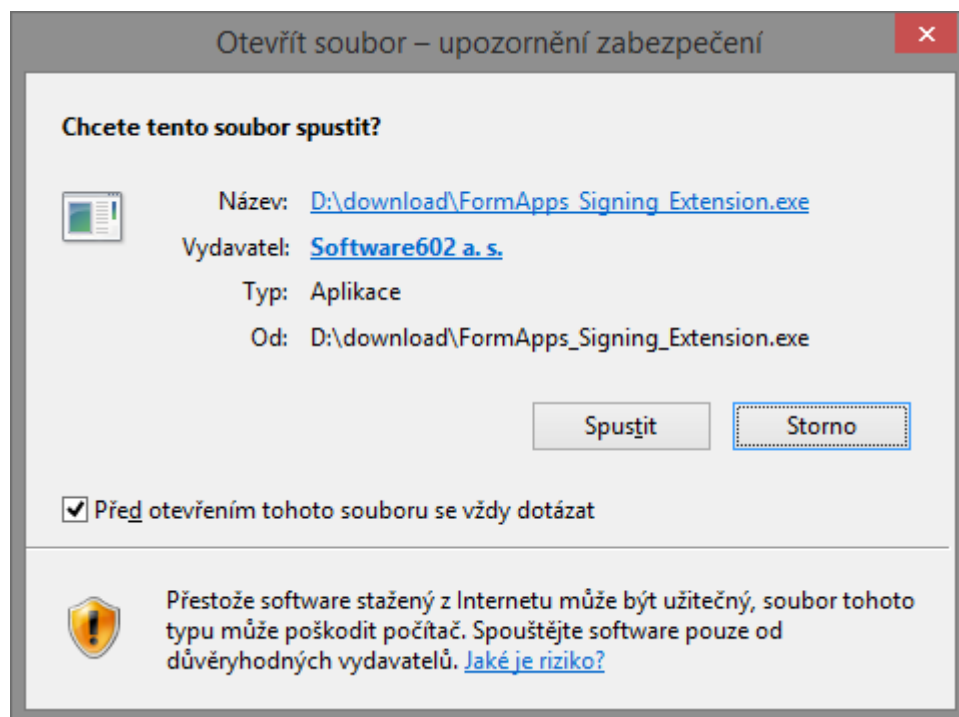 Otevřít soubor – upozornění zabezpečení
Chcete tento soubor spustit?
Název: D:\download\FormApps_Signing_Extension.exe
Vydavatel: Software602 a. s.
Typ: Aplikace
Od: D:\download\FormApps_Signing_Extension.exe
Spustit Storno
Před otevřením tohoto souboru se vždy dotázat
Přestože software stažený z Internetu může být užitečný, soubor tohoto
typu může poškodit počítač. Spouštějte software pouze od
důvěryhodných vydavatelů. Jaké je riziko?